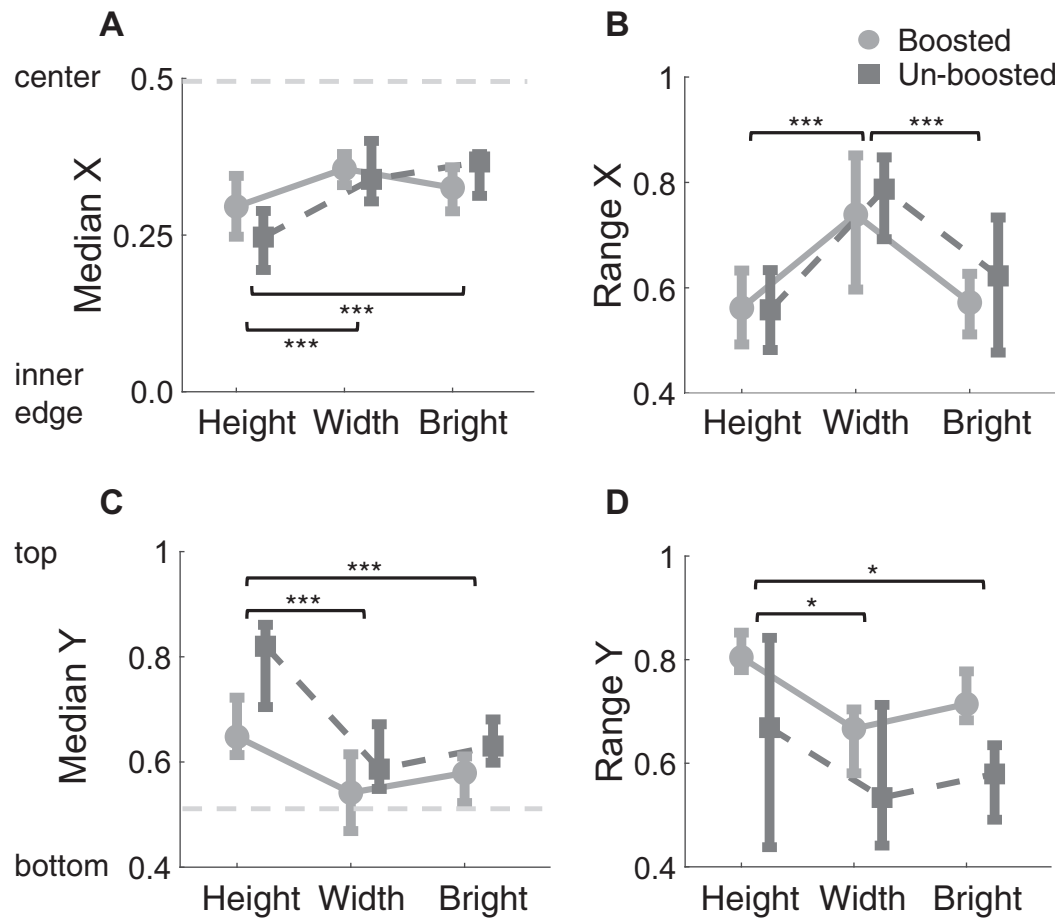 A
center
0.5
Median X
0.25
***
***
inner
edge
0.0
Height Width Bright
B
Boosted
Un-boosted
1
*** ***
Range X
0.8
0.6
0.4
Height Width Bright
C
top
1
***
***
Median Y
0.8
0.6
bottom
0.4
Height Width Bright
D
1
*
*
Range Y
0.8
0.6
0.4
Height Width Bright